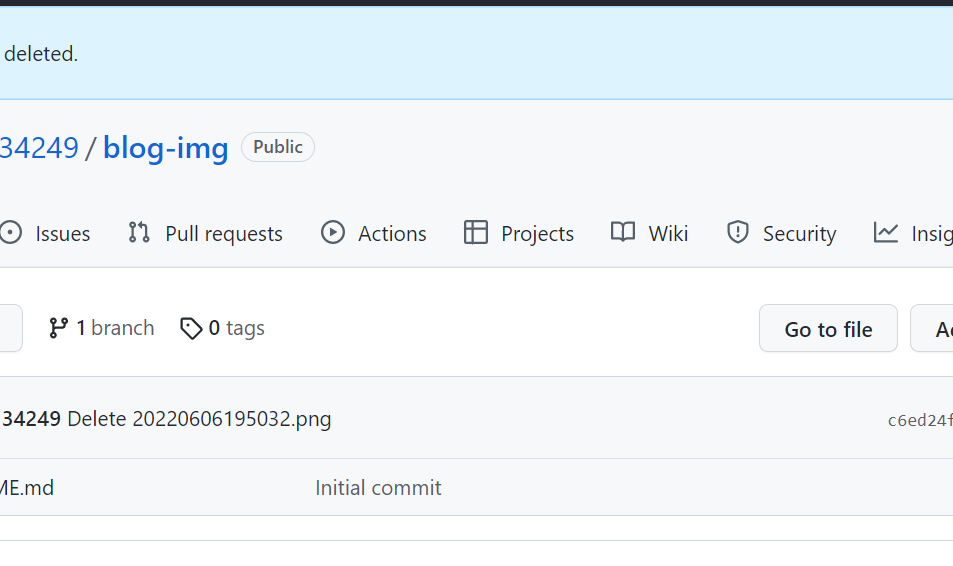 deleted.
34249 / blog-img Public
Issues Pull requests Actions Projects Wiki Security Insig
1 branch 0 tags Go to file
34249 Delete 20220606195032.png c6ed24f
ME.md Initial commit